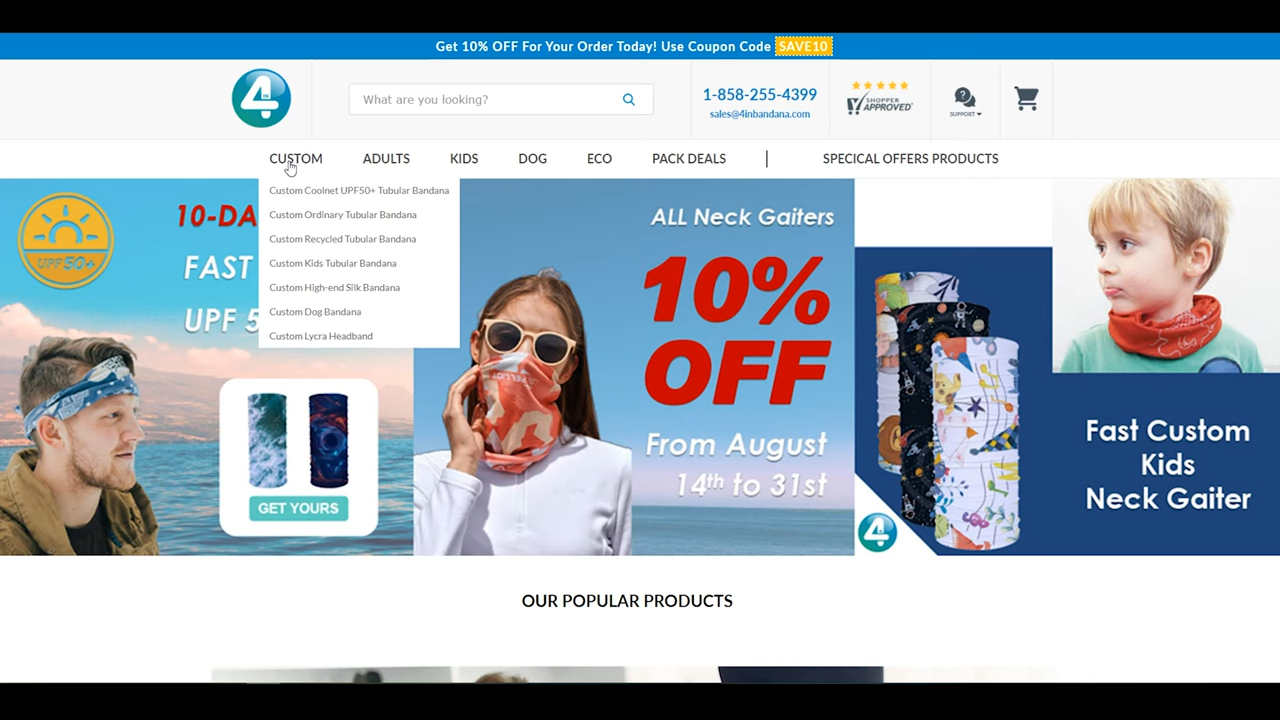 Get 10% OFF For Your Order Today! Use Coupon Code SAVE10
4
What are you looking?
1-858-255-4399
sales@4inbandana.com
SHOPPER
APPROVED
SUPPORT
CUSTOM ADULTS KIDS DOG ECO PACK DEALS | SPECICAL OFFERS PRODUCTS
Custom Coolnet UPF50+ Tubular Bandana
Custom Ordinary Tubular Bandana
Custom Recycled Tubular Bandana
Custom Kids Tubular Bandana
Custom High-end Silk Bandana
Custom Dog Bandana
Custom Lycra Headband
UPF50+
10-DA
FAST
UPF 5
GET YOURS
ALL Neck Gaiters
10%
OFF
From August
14th to 31st
Fast Custom
Kids
Neck Gaiter
4
OUR POPULAR PRODUCTS